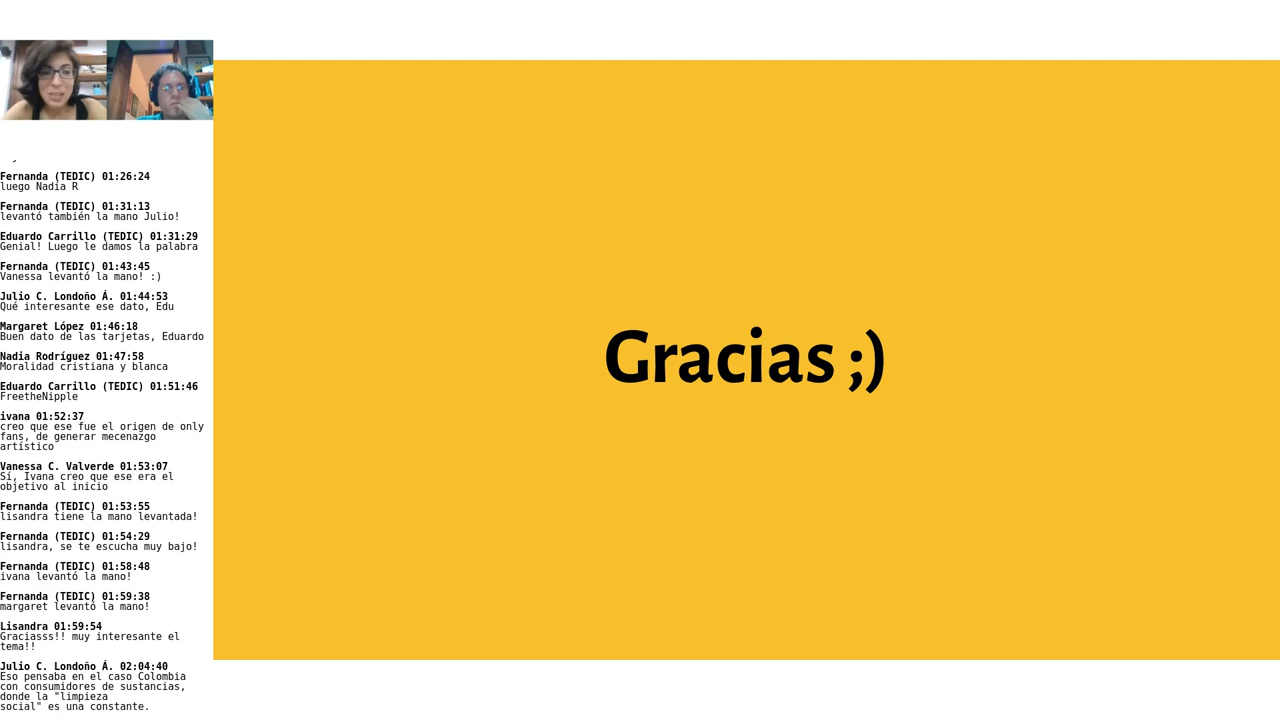 Fernanda (TEDIC) 01:26:24
luego Nadia R
Fernanda (TEDIC) 01:31:13
levantó también la mano Julio!
Eduardo Carrillo (TEDIC) 01:31:29
Genial! Luego le damos la palabra
Fernanda (TEDIC) 01:43:45
Vanessa levantó la mano! :)
Julio C. Londoño Á. 01:44:53
Qué interesante ese dato, Edu
Margaret López 01:46:18
Buen dato de las tarjetas, Eduardo
Nadia Rodríguez 01:47:58
Moralidad cristiana y blanca
Eduardo Carrillo (TEDIC) 01:51:46
FreetheNipple
ivana 01:52:37
creo que ese fue el origen de only
fans, de generar mecenazgo
artístico
Vanessa C. Valverde 01:53:07
Sí, Ivana creo que ese era el
objetivo al inicio
Fernanda (TEDIC) 01:53:55
lisandra tiene la mano levantada!
Fernanda (TEDIC) 01:54:29
lisandra, se te escucha muy bajo!
Fernanda (TEDIC) 01:58:48
ivana levantó la mano!
Fernanda (TEDIC) 01:59:38
margaret levantó la mano!
Lisandra 01:59:54
Graciasss!! muy interesante el
tema!!
Julio C. Londoño Á. 02:04:40
Eso pensaba en el caso Colombia
con consumidores de sustancias,
donde la "limpieza
social" es una constante.
Gracias ;)